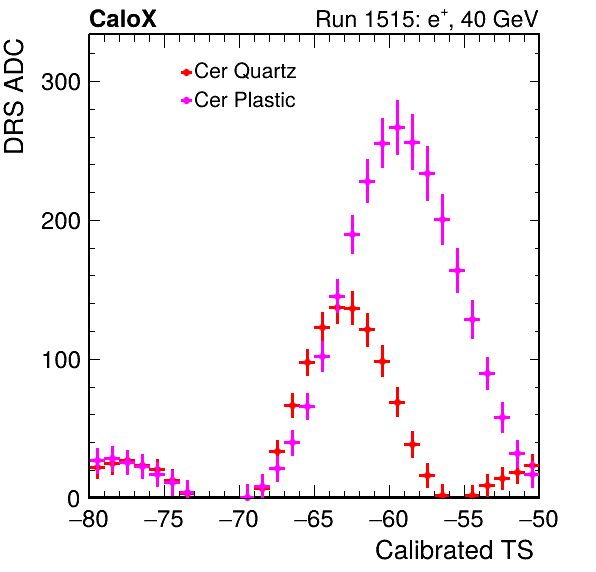 CaloX Run 1515: e⁺, 40 GeV
DRS ADC
Cer Quartz
Cer Plastic
300
200
100
0
−80 −75 −70 −65 −60 −55 −50
Calibrated TS